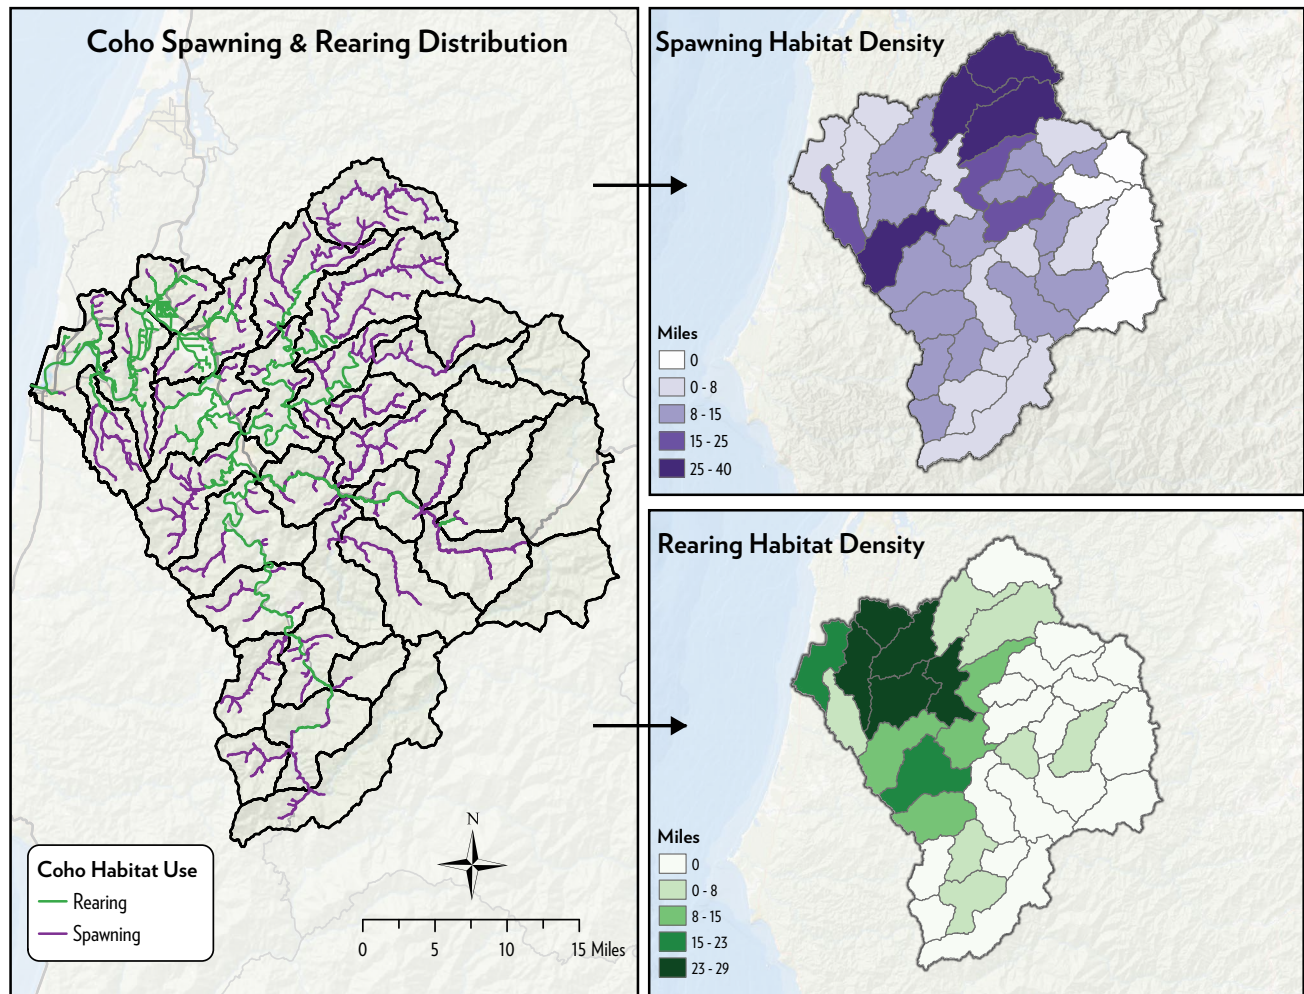 Coho Spawning & Rearing Distribution
N
Coho Habitat Use
Rearing
Spawning
0 5 10 15 Miles
Spawning Habitat Density
Miles
0
0 - 8
8 - 15
15 - 25
25 - 40
Rearing Habitat Density
Miles
0
0 - 8
8 - 15
15 - 23
23 - 29